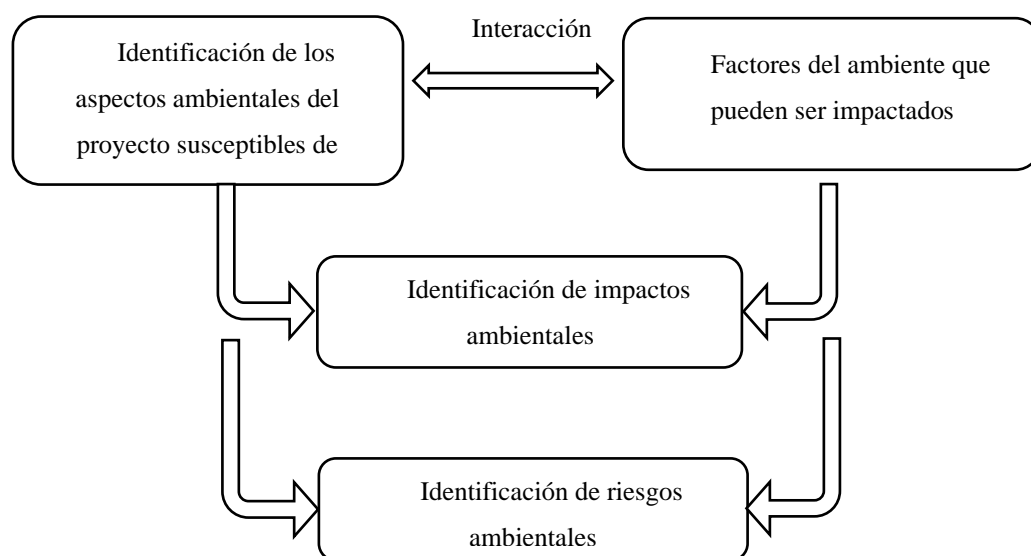 Interacción
Identificación de los
aspectos ambientales del
proyecto susceptibles de
Factores del ambiente que
pueden ser impactados
Identificación de impactos
ambientales
Identificación de riesgos
ambientales